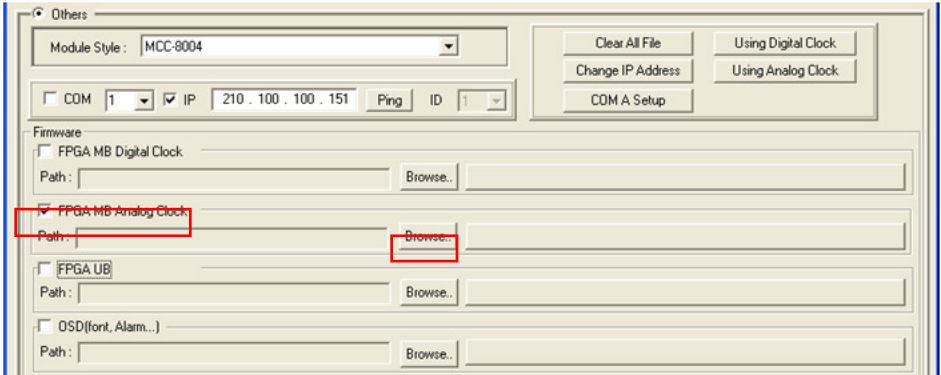 Others
Module Style : MCC-8004
Clear All File Using Digital Clock
Change IP Address Using Analog Clock
COM 1 IP 210 . 100 . 100 . 151 Ping ID 1 COM A Setup
Firmware
FPGA MB Digital Clock
Path : Browse..
FPGA MB Analog Clock
Path : Browse..
FPGA UB
Path : Browse..
OSD(font, Alarm...)
Path : Browse..